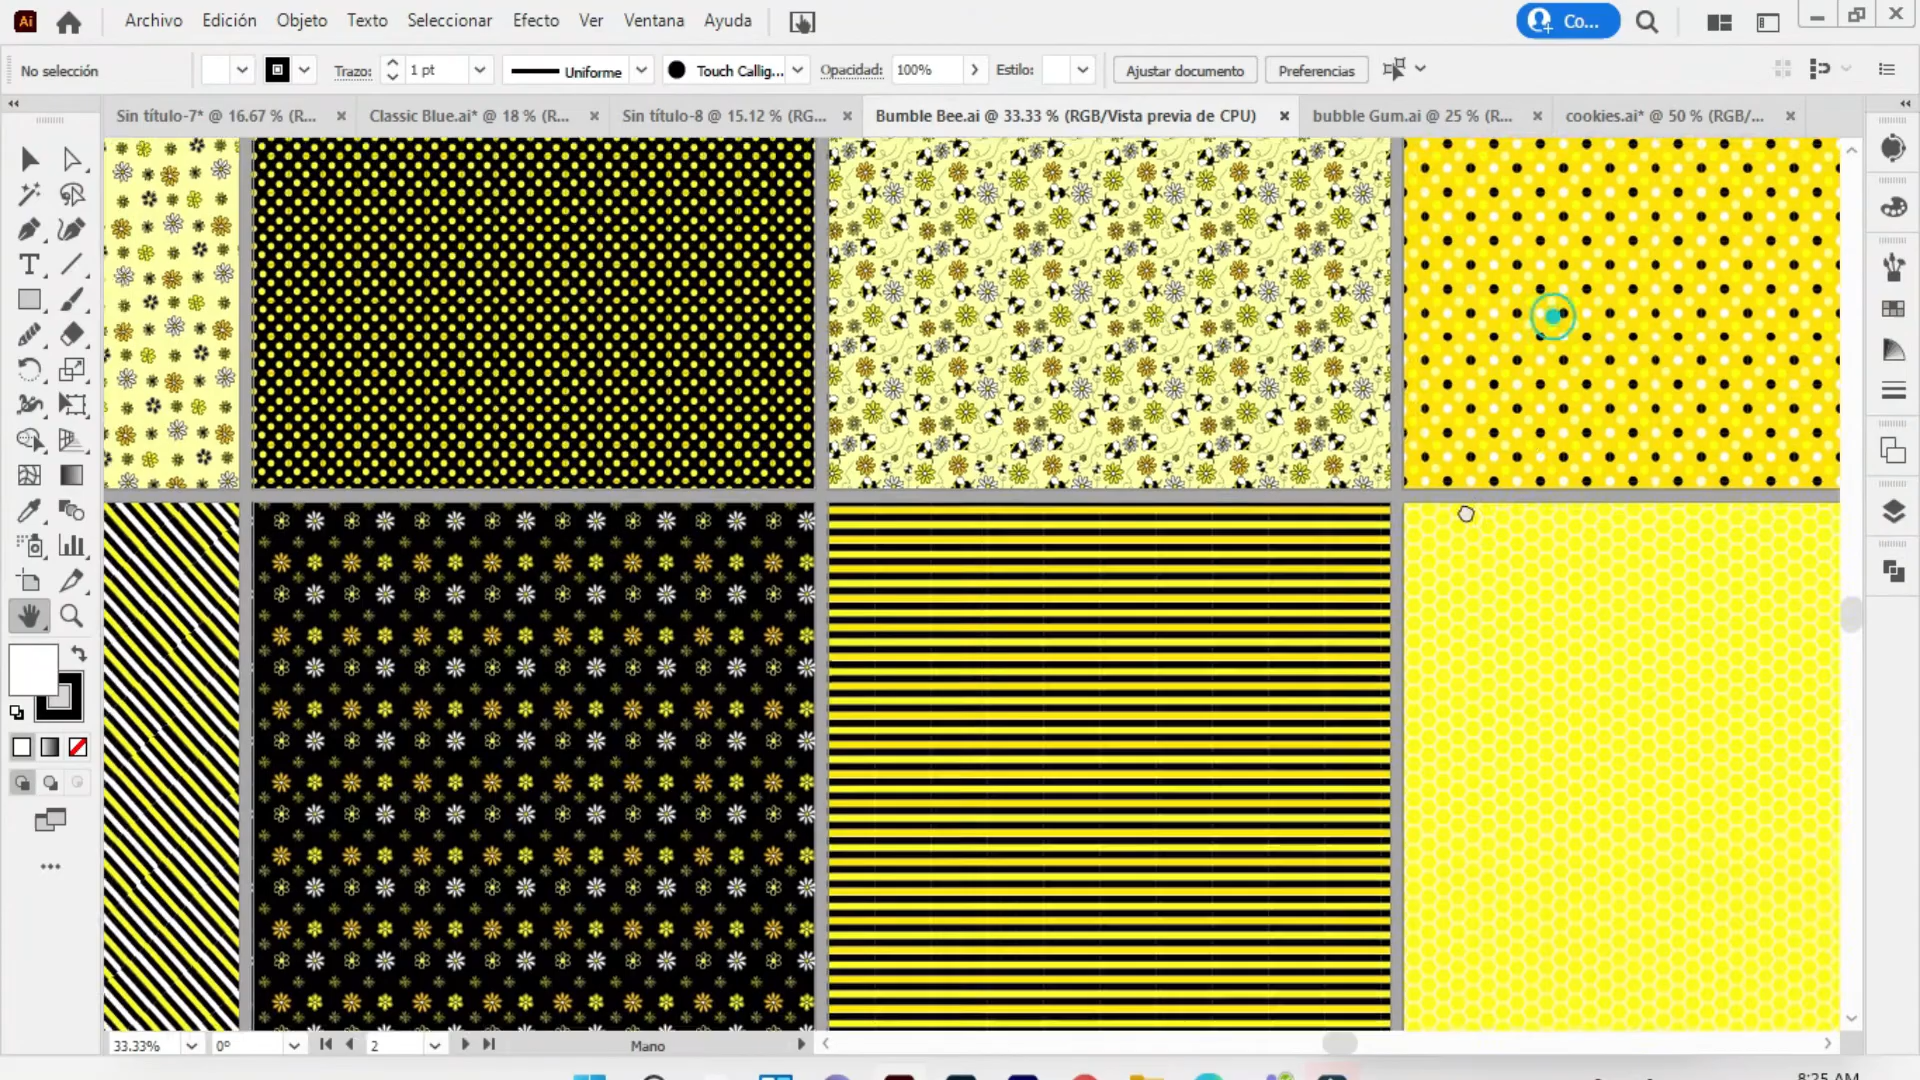 Ai Archivo Edición Objeto Texto Seleccionar Efecto Ver Ventana Ayuda Co...
No selección Trazo: 1 pt Uniforme Touch Callig... Opacidad: 100% Estilo: Ajustar documento Preferencias
Sin título-7* @ 16.67 % (R... Classic Blue.ai* @ 18 % (R... Sin título-8 @ 15.12 % (RG... Bumble Bee.ai @ 33.33 % (RGB/Vista previa de CPU) bubble Gum.ai @ 25 % (R... cookies.ai* @ 50 % (RGB/...
33.33% 0° 2 Mano
8:25 AM